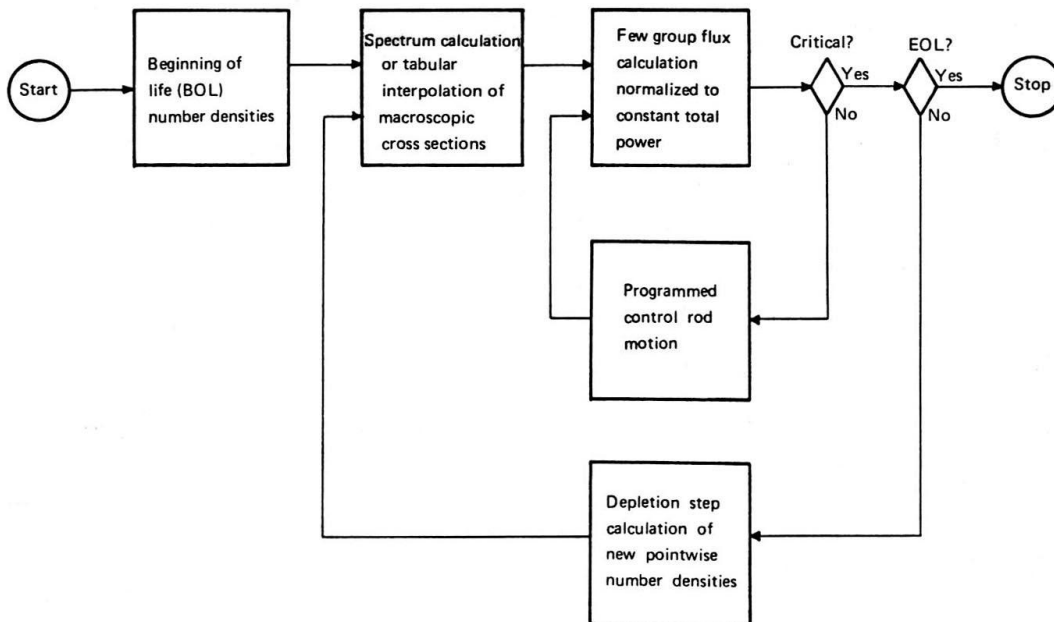 Start
Beginning of
life (BOL)
number densities
Spectrum calculation
or tabular
interpolation of
macroscopic
cross sections
Few group flux
calculation
normalized to
constant total
power
Critical?
Yes
No
EOL?
Yes
No
Stop
Programmed
control rod
motion
Depletion step
calculation of
new pointwise
number densities